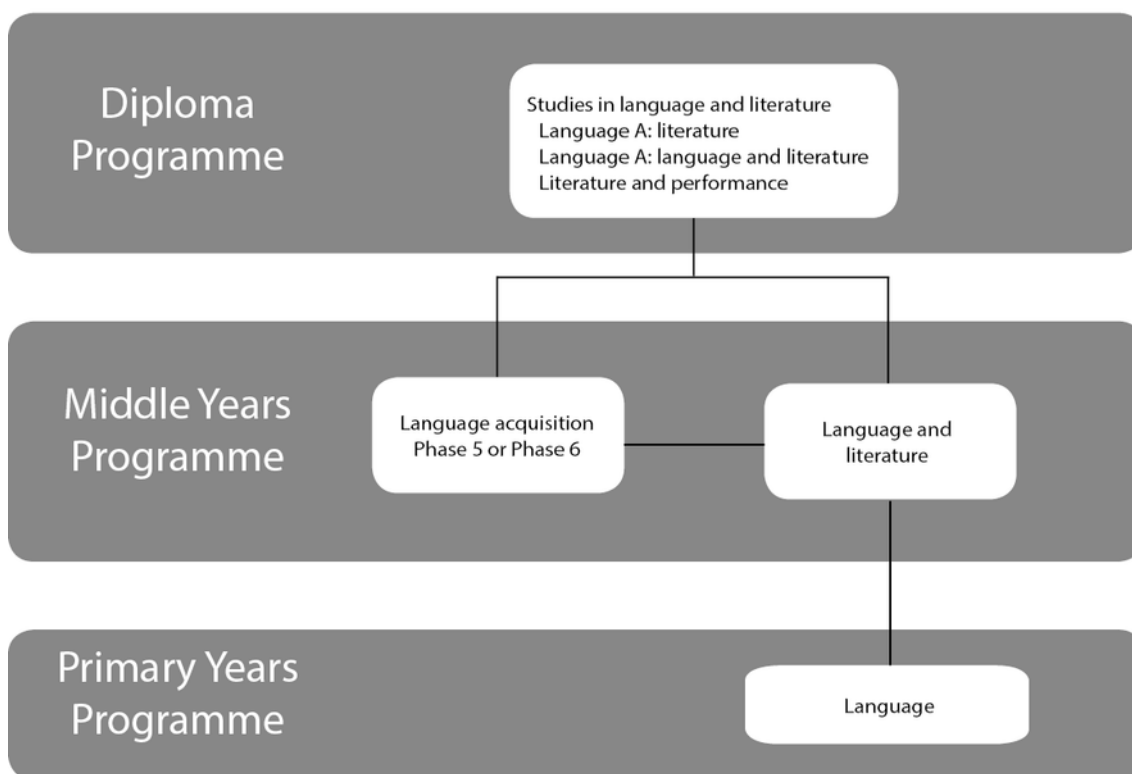 Diploma
Programme
Studies in language and literature
Language A: literature
Language A: language and literature
Literature and performance
Middle Years
Programme
Language acquisition
Phase 5 or Phase 6
Language and
literature
Primary Years
Programme
Language